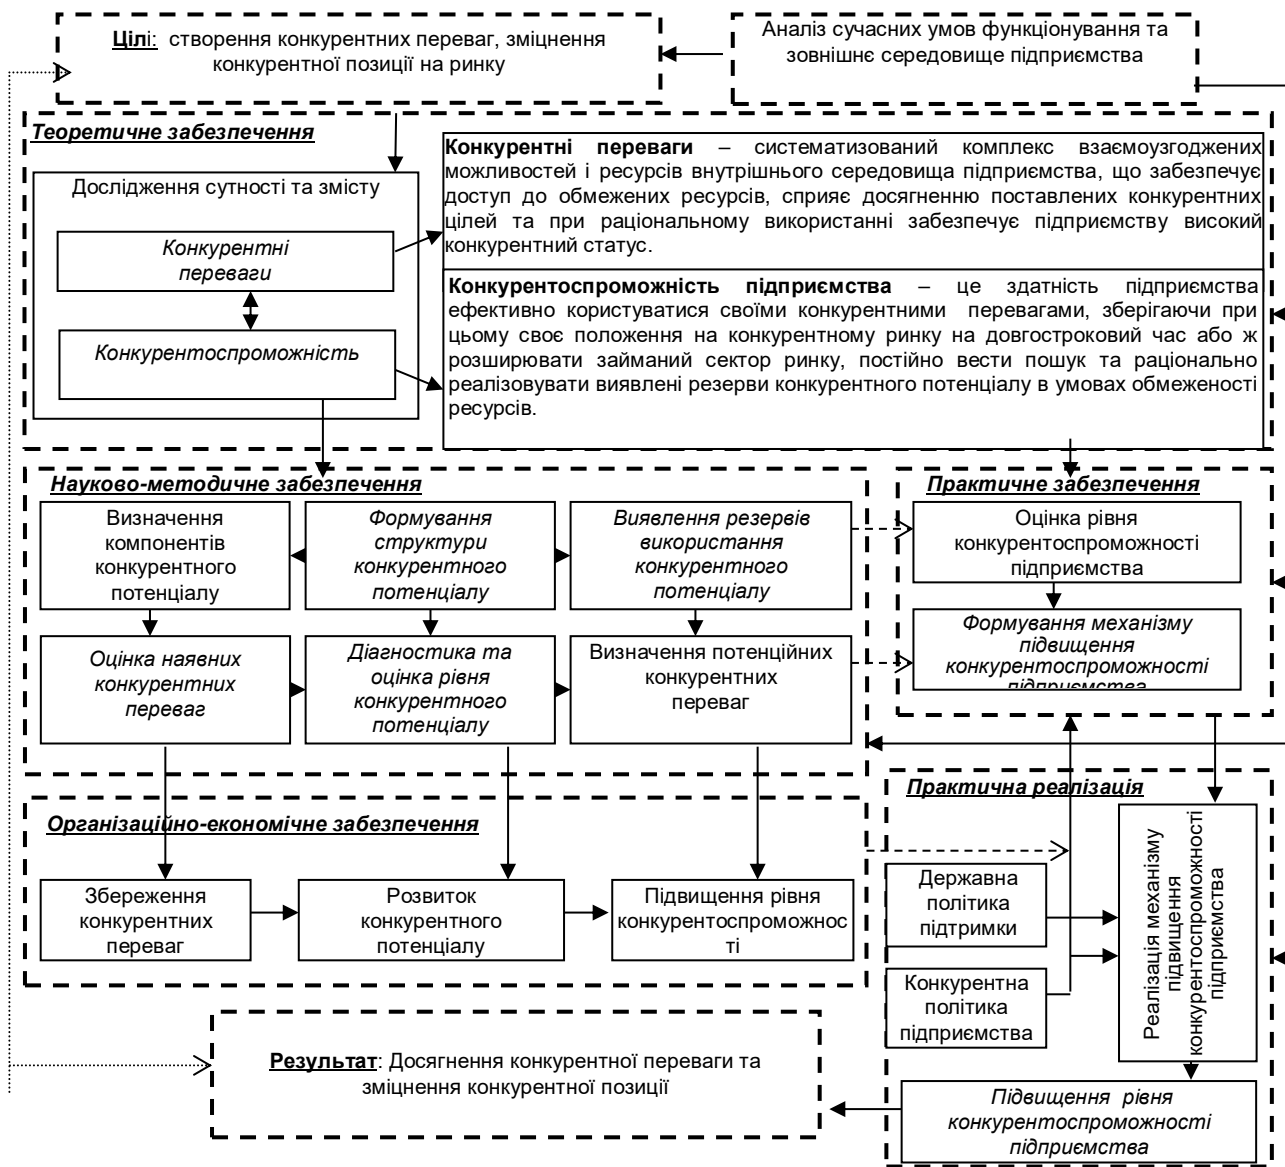 Цілі: створення конкурентних переваг, зміцнення
конкурентної позиції на ринку
Аналіз сучасних умов функціонування та
зовнішнє середовище підприємства
Теоретичне забезпечення
Дослідження сутності та змісту
Конкурентні
переваги
Конкурентоспроможність
Конкурентні переваги – систематизований комплекс взаємоузгоджених
можливостей і ресурсів внутрішнього середовища підприємства, що забезпечує
доступ до обмежених ресурсів, сприяє досягненню поставлених конкурентних
цілей та при раціональному використанні забезпечує підприємству високий
конкурентний статус.
Конкурентоспроможність підприємства – це здатність підприємства
ефективно користуватися своїми конкурентними перевагами, зберігаючи при
цьому своє положення на конкурентному ринку на довгостроковий час або ж
розширювати займаний сектор ринку, постійно вести пошук та раціонально
реалізовувати виявлені резерви конкурентного потенціалу в умовах обмеженості
ресурсів.
Науково-методичне забезпечення
Визначення
компонентів
конкурентного
потенціалу
Формування
структури
конкурентного
потенціалу
Виявлення резервів
використання
конкурентного
потенціалу
Оцінка наявних
конкурентних
переваг
Діагностика та
оцінка рівня
конкурентного
потенціалу
Визначення потенційних
конкурентних
переваг
Практичне забезпечення
Оцінка рівня
конкурентоспроможності
підприємства
Формування механізму
підвищення
конкурентоспроможності
підприємства
Організаційно-економічне забезпечення
Збереження
конкурентних
переваг
Розвиток
конкурентного
потенціалу
Підвищення рівня
конкурентоспроможнос
ті
Практична реалізація
Державна
політика
підтримки
Конкурентна
політика
підприємства
Реалізація механізму
підвищення
конкурентоспроможності
підприємства
Підвищення рівня
конкурентоспроможності
підприємства
Результат: Досягнення конкурентної переваги та
зміцнення конкурентної позиції